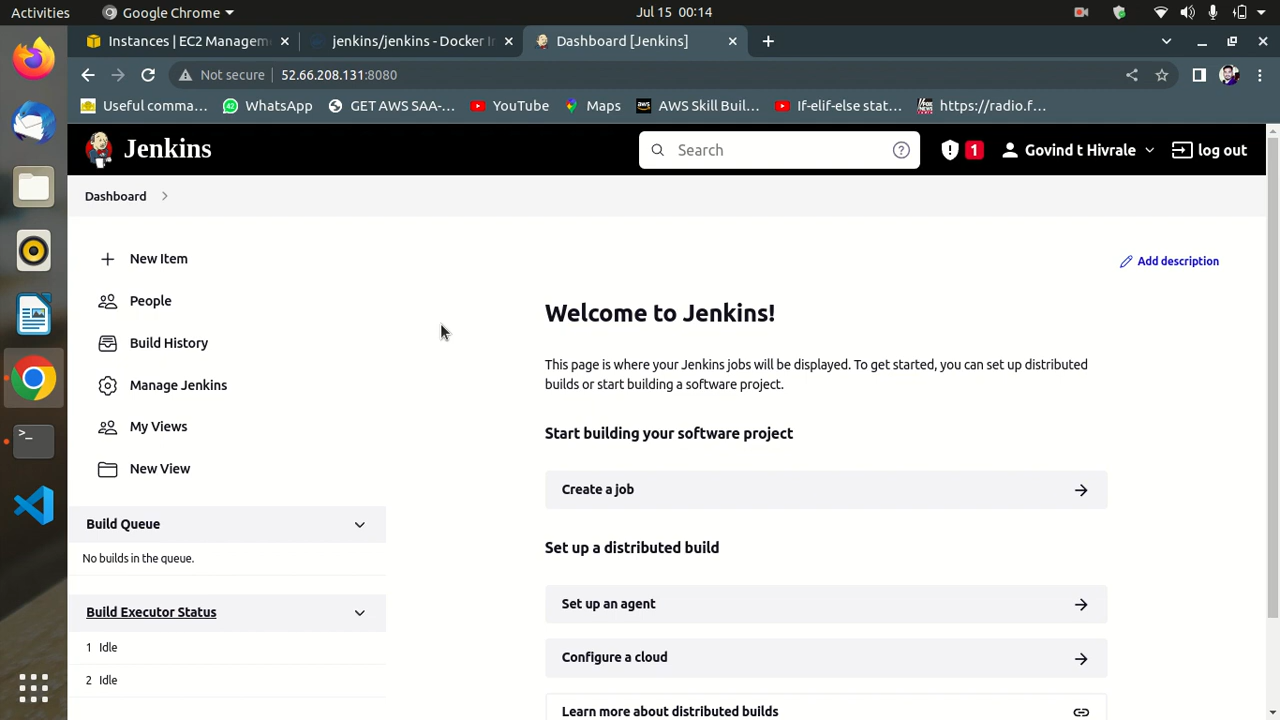 Activities
Google Chrome
Jul 15 00:14
Instances | EC2 Managem
jenkins/jenkins - Docker I
Dashboard [Jenkins]
Not secure
52.66.208.131:8080
Useful comma...
WhatsApp
GET AWS SAA-...
YouTube
Maps
AWS Skill Buil...
If-elif-else stat...
https://radio.f...
Jenkins
Search
1
Govind t Hivrale
log out
Dashboard
New Item
Add description
People
Build History
Manage Jenkins
My Views
New View
Welcome to Jenkins!
This page is where your Jenkins jobs will be displayed. To get started, you can set up distributed
builds or start building a software project.
Start building your software project
Create a job
Set up a distributed build
Set up an agent
Configure a cloud
Learn more about distributed builds
Build Queue
No builds in the queue.
Build Executor Status
1 Idle
2 Idle